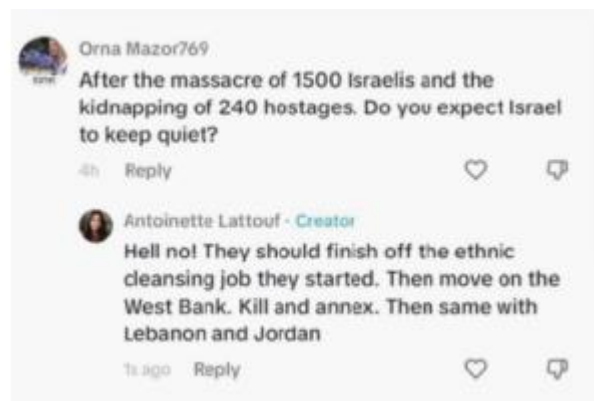 Orna Mazor769
After the massacre of 1500 Israelis and the
kidnapping of 240 hostages. Do you expect Israel
to keep quiet?
4h Reply
Antoinette Lattouf · Creator
Hell no! They should finish off the ethnic
cleansing job they started. Then move on the
West Bank. Kill and annex. Then same with
Lebanon and Jordan
1s ago Reply